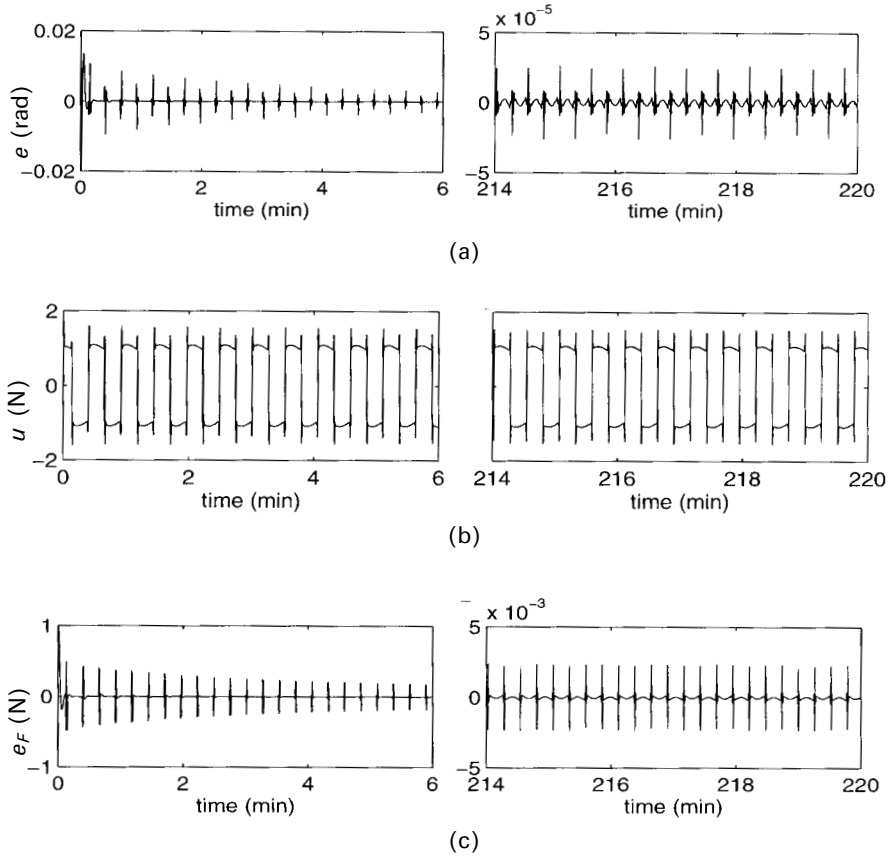 0.02
0
−0.02
e (rad)
0
2
4
6
time (min)
5 × 10⁻⁵
0
−5
214
216
218
220
time (min)
(a)
2
0
−2
u (N)
0
2
4
6
time (min)
214
216
218
220
time (min)
(b)
1
0
−1
e_F (N)
0
2
4
6
time (min)
5 × 10⁻³
0
−5
214
216
218
220
time (min)
(c)